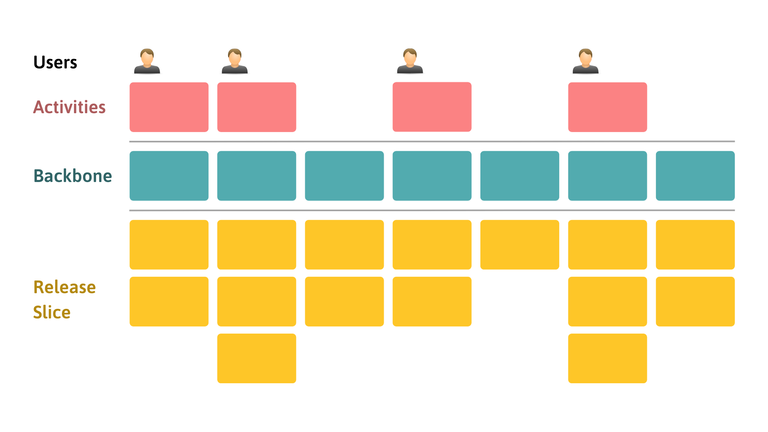 Users
Activities
Backbone
Release
Slice